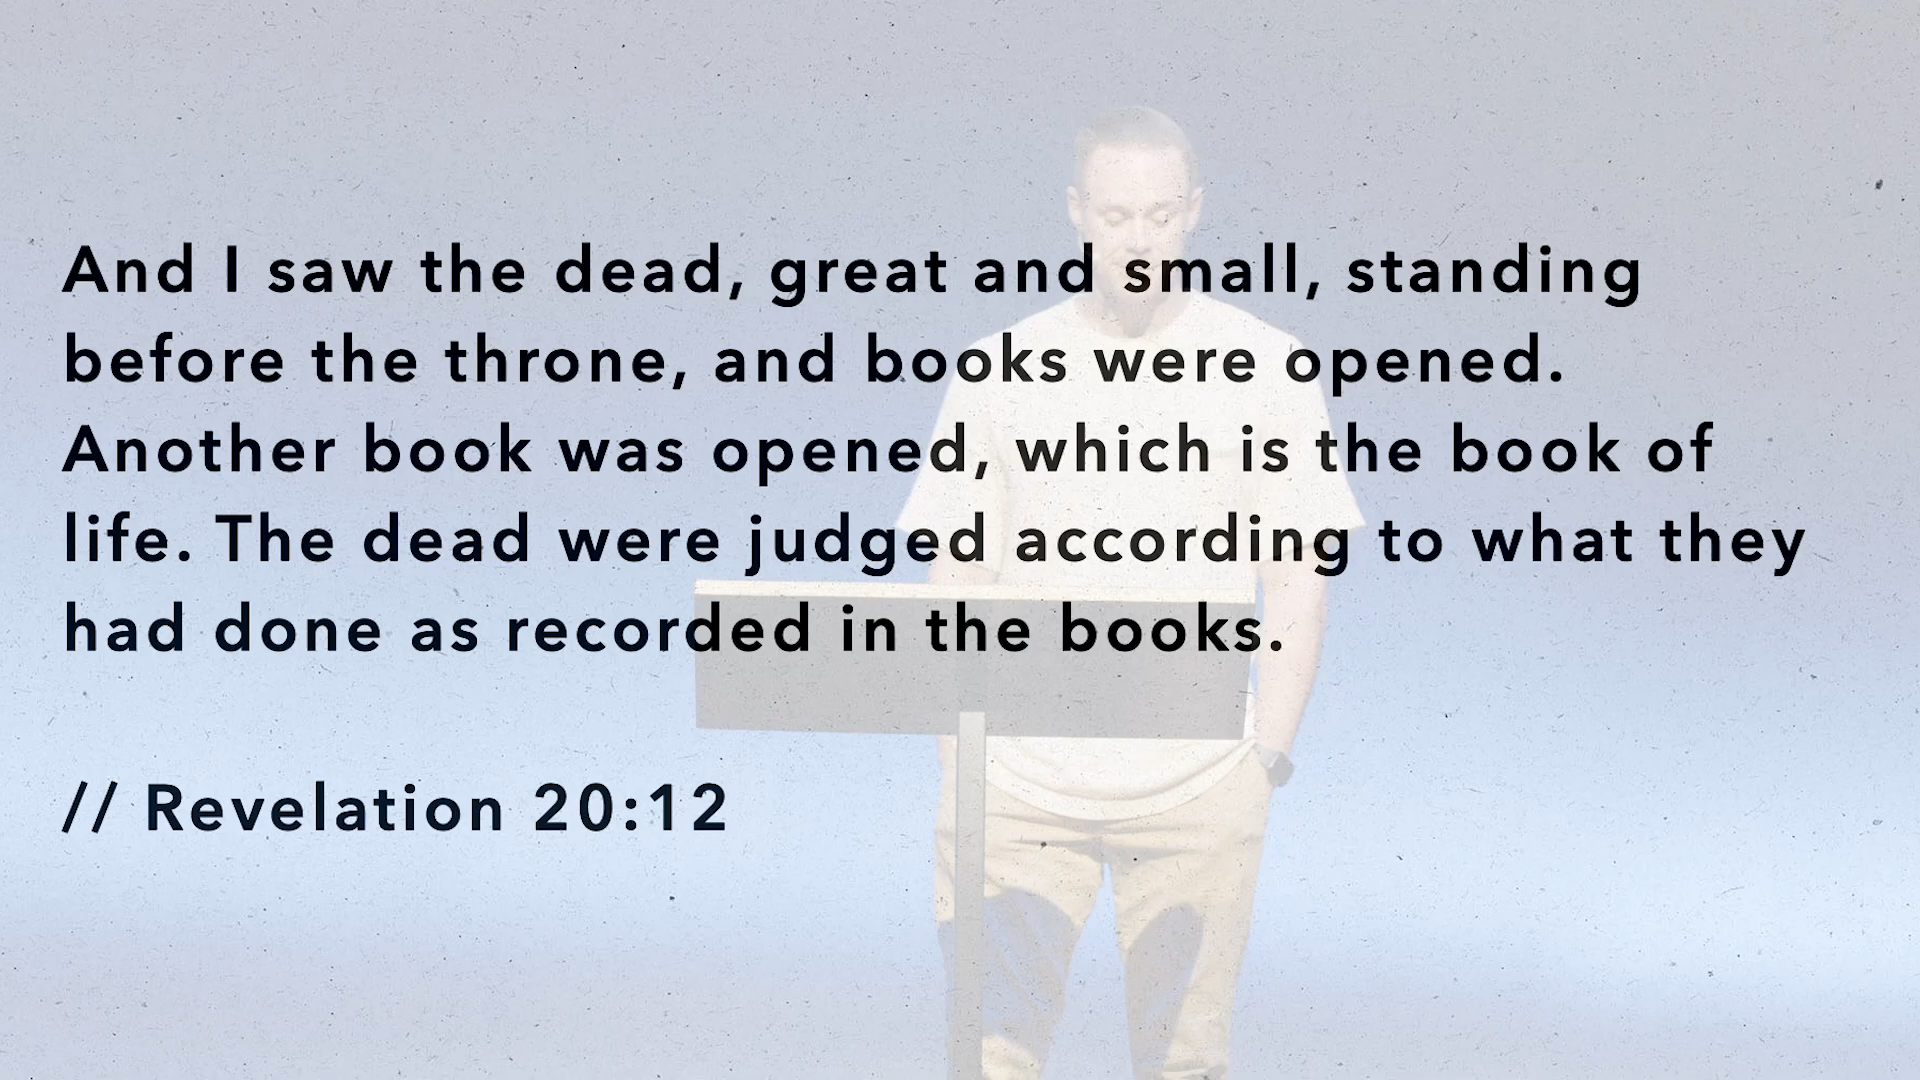 And I saw the dead, great and small, standing
before the throne, and books were opened.
Another book was opened, which is the book of
life. The dead were judged according to what they
had done as recorded in the books.
// Revelation 20:12